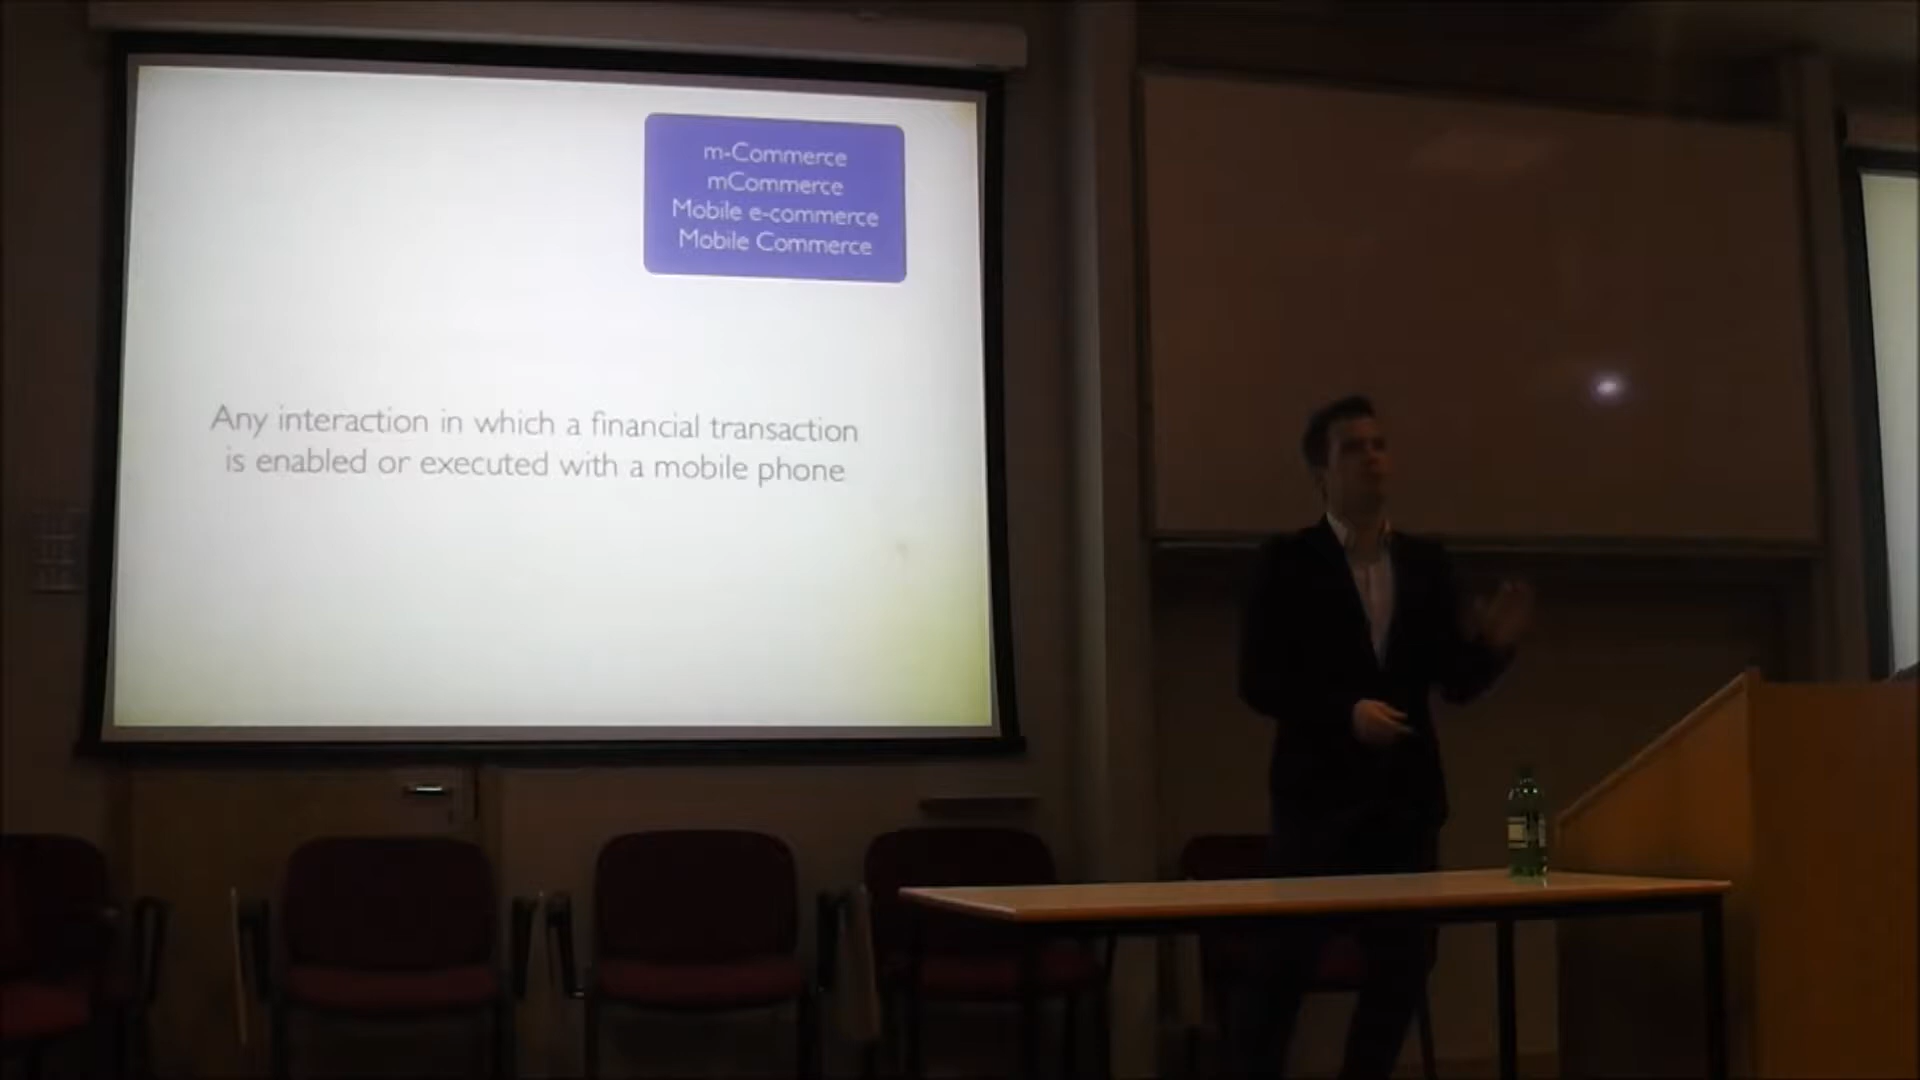 m-Commerce
mCommerce
Mobile e-commerce
Mobile Commerce
Any interaction in which a financial transaction
is enabled or executed with a mobile phone